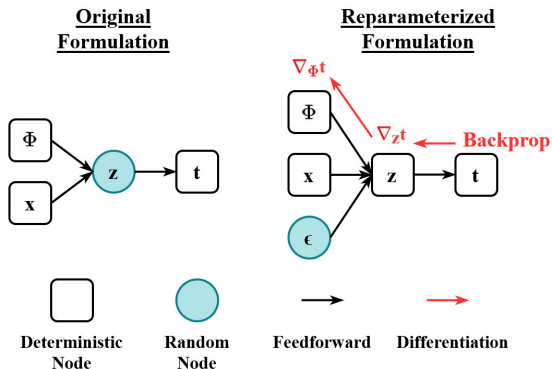 Original
Formulation
Reparameterized
Formulation
Φ
x
z
t
∇Φt
∇zt
Backprop
Φ
x
ϵ
z
t
Deterministic
Node
Random
Node
Feedforward
Differentiation